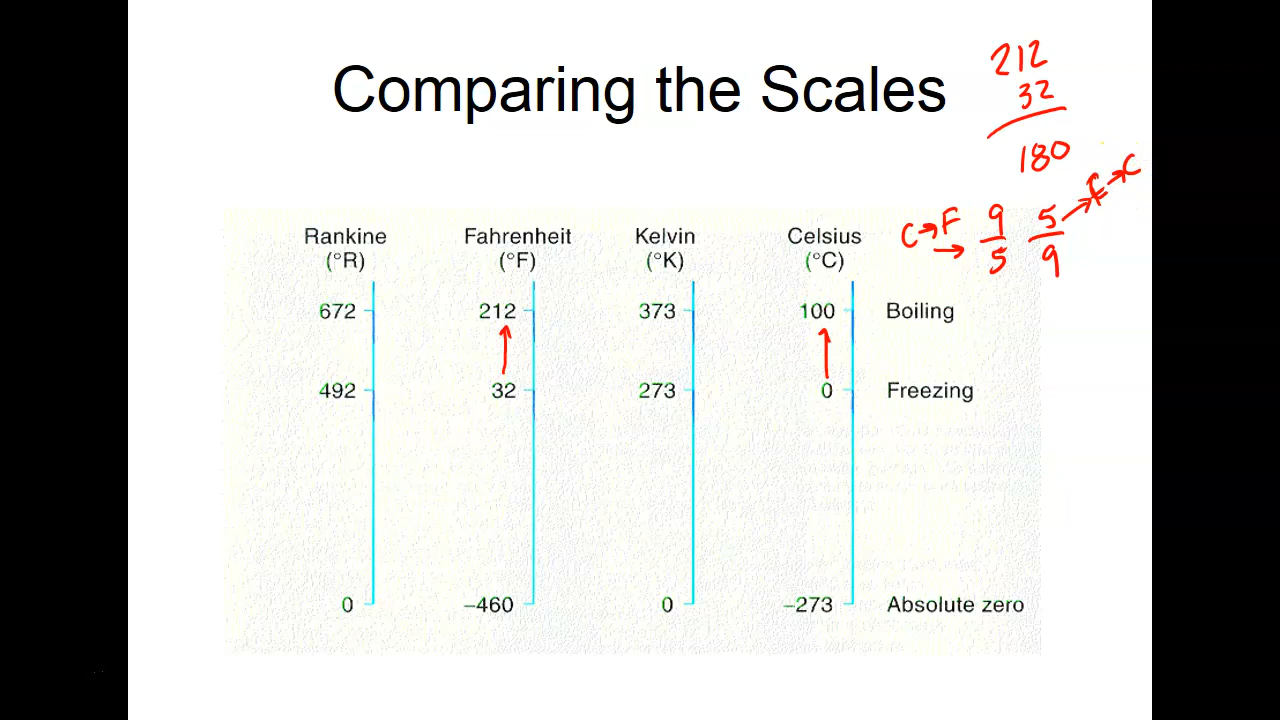 Comparing the Scales
212
32
180
C→F → 9/5 5/9 → F→C
Rankine Fahrenheit Kelvin Celsius
(°R) (°F) (°K) (°C)
672 212 373 100 Boiling
492 32 273 0 Freezing
0 −460 0 −273 Absolute zero